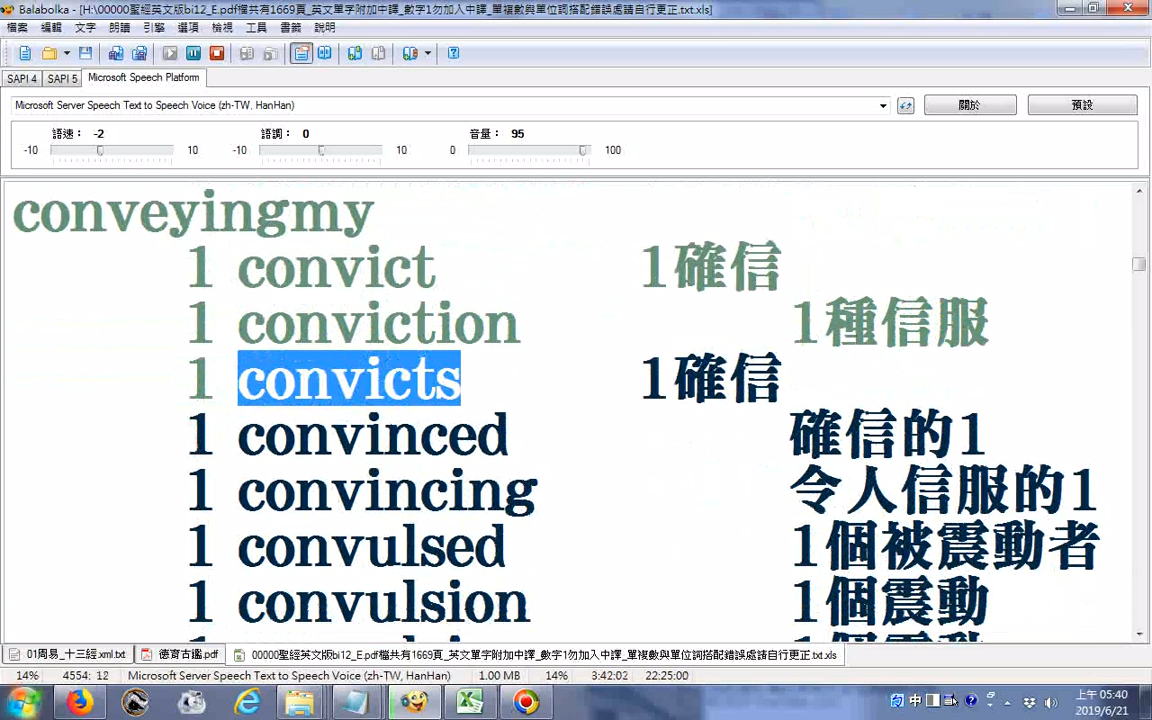 Balabolka - [H:\00000聖經英文版bi12_E.pdf檔共有1669頁_英文單字附加中譯_數字1勿加入中譯_單複數與單位詞搭配錯誤處請自行更正.txt.xls]
檔案 編輯 文字 朗讀 引擎 選項 檢視 工具 書籤 說明
SAPI 4 SAPI 5 Microsoft Speech Platform
Microsoft Server Speech Text to Speech Voice (zh-TW, HanHan) 關於 預設
語速： -2 語調： 0 音量： 95
-10 10 -10 10 0 100
conveyingmy
1 convict 1確信
1 conviction 1種信服
1 convicts 1確信
1 convinced 確信的1
1 convincing 令人信服的1
1 convulsed 1個被震動者
1 convulsion 1個震動
01周易_十三經.xml.txt 德育古鑑.pdf 00000聖經英文版bi12_E.pdf檔共有1669頁_英文單字附加中譯_數字1勿加入中譯_單複數與單位詞搭配錯誤處請自行更正.txt.xls
14% 4554: 12 Microsoft Server Speech Text to Speech Voice (zh-TW, HanHan) 1.00 MB 14% 3:42:02 22:25:00
中 上午 05:40
2019/6/21